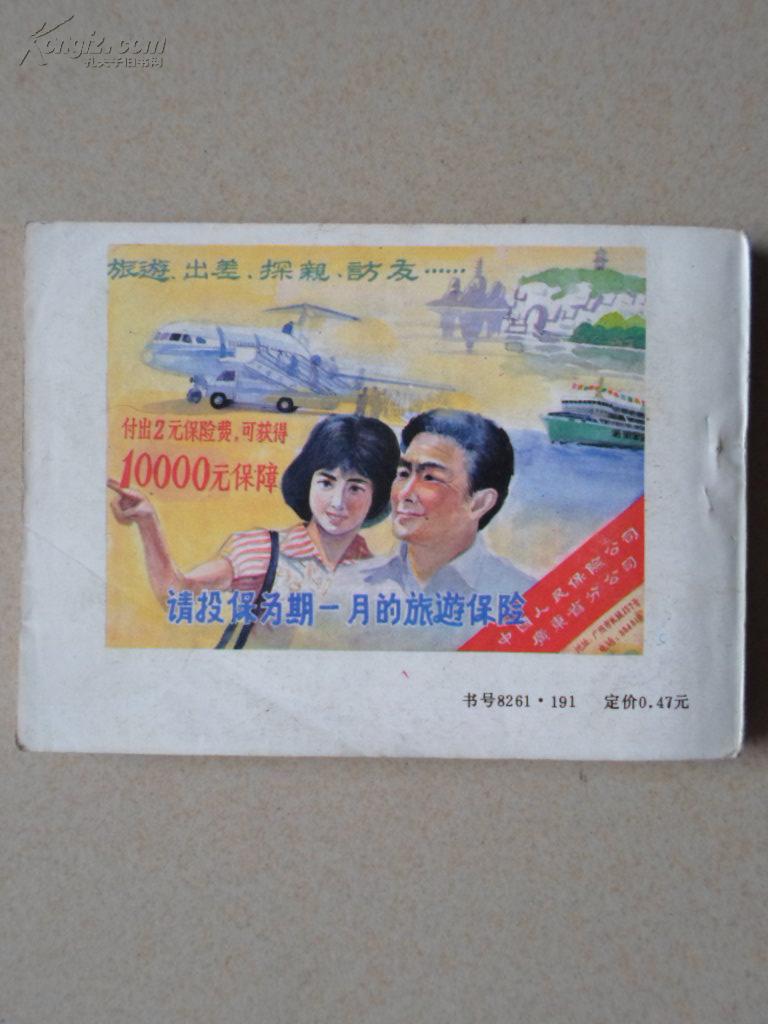 Kongfz.com
孔夫子旧书网
旅遊、出差、探親、訪友……
付出2元保险费,可获得
10000元保障
请投保为期一月的旅遊保险
中国人民保险公司
廣東省分公司
书号8261·191 定价0.47元